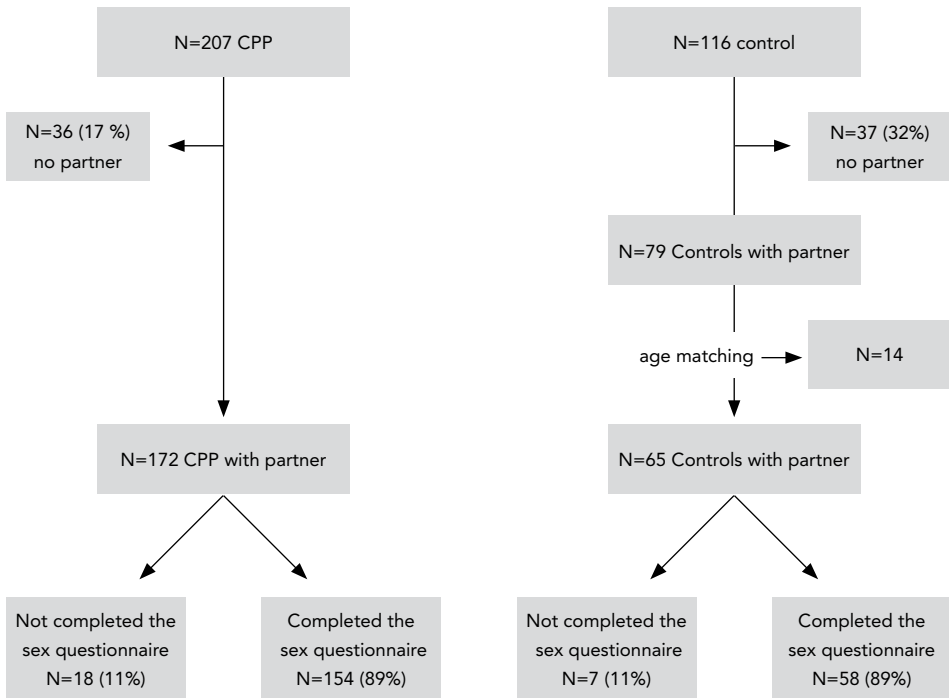 N=207 CPP
N=116 control
N=36 (17 %)
no partner
N=37 (32%)
no partner
N=79 Controls with partner
age matching
N=14
N=172 CPP with partner
N=65 Controls with partner
Not completed the
sex questionnaire
N=18 (11%)
Completed the
sex questionnaire
N=154 (89%)
Not completed the
sex questionnaire
N=7 (11%)
Completed the
sex questionnaire
N=58 (89%)